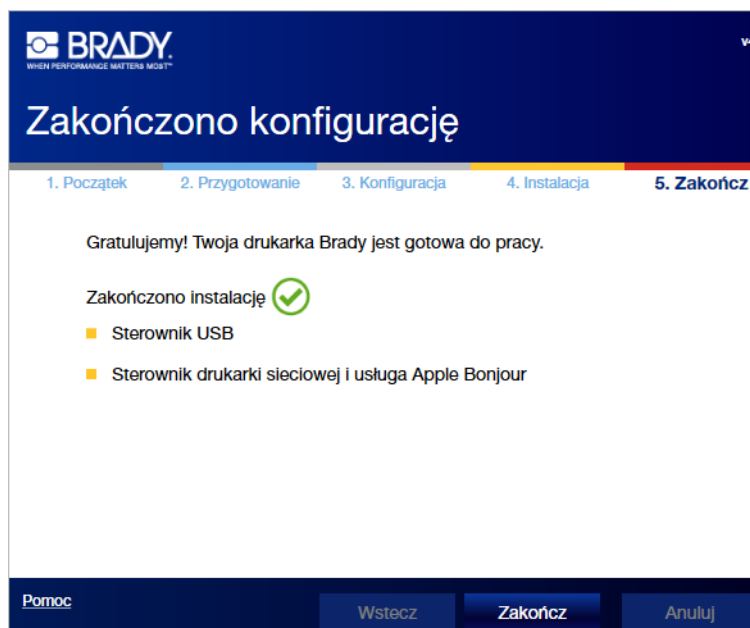 BRADY.
WHEN PERFORMANCE MATTERS MOST™
Zakończono konfigurację
1. Początek
2. Przygotowanie
3. Konfiguracja
4. Instalacja
5. Zakończ
Gratulujemy! Twoja drukarka Brady jest gotowa do pracy.
Zakończono instalację
Sterownik USB
Sterownik drukarki sieciowej i usługa Apple Bonjour
Pomoc
Wstecz
Zakończ
Anuluj